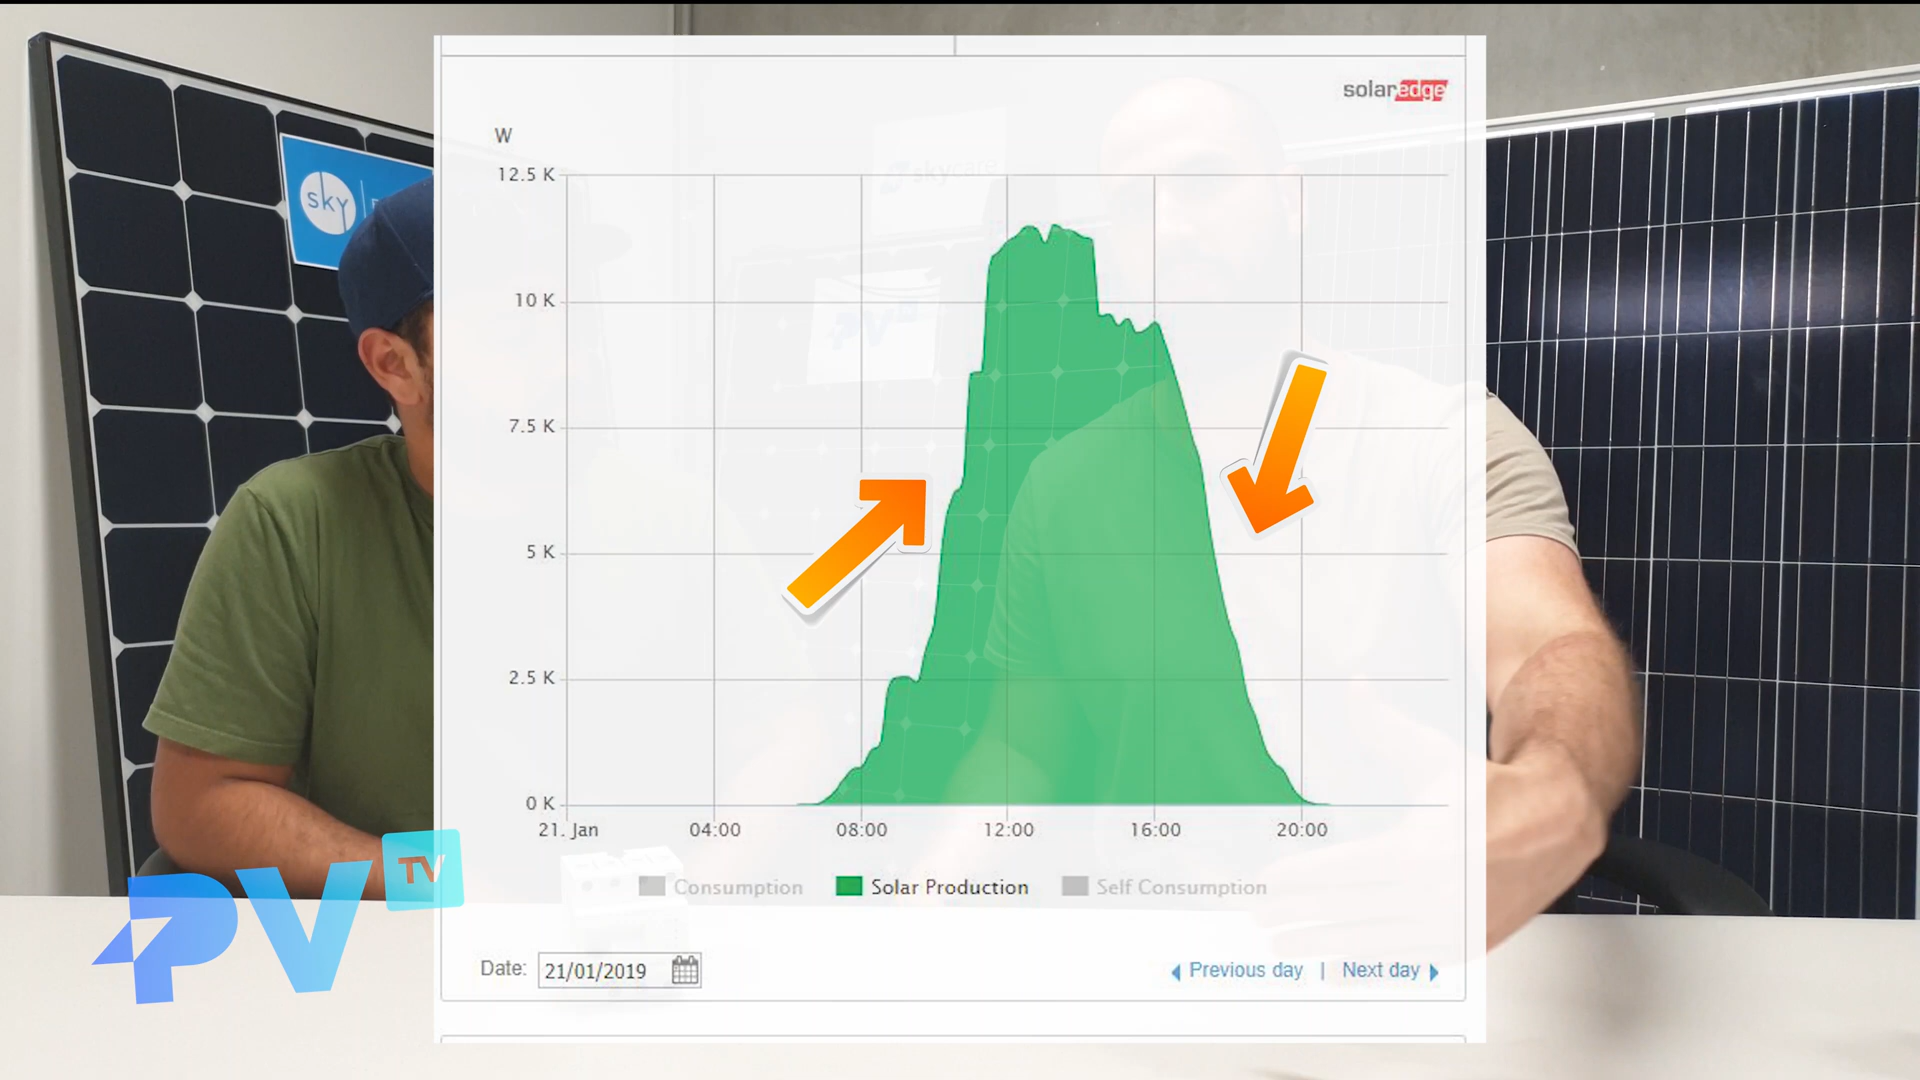 solaredge
sky
W
skycafe
12.5 K
10 K
PV
7.5 K
5 K
2.5 K
0 K
21. Jan
04:00
08:00
12:00
16:00
20:00
TV
PV
Consumption
Solar Production
Self Consumption
Date:
21/01/2019
Previous day | Next day